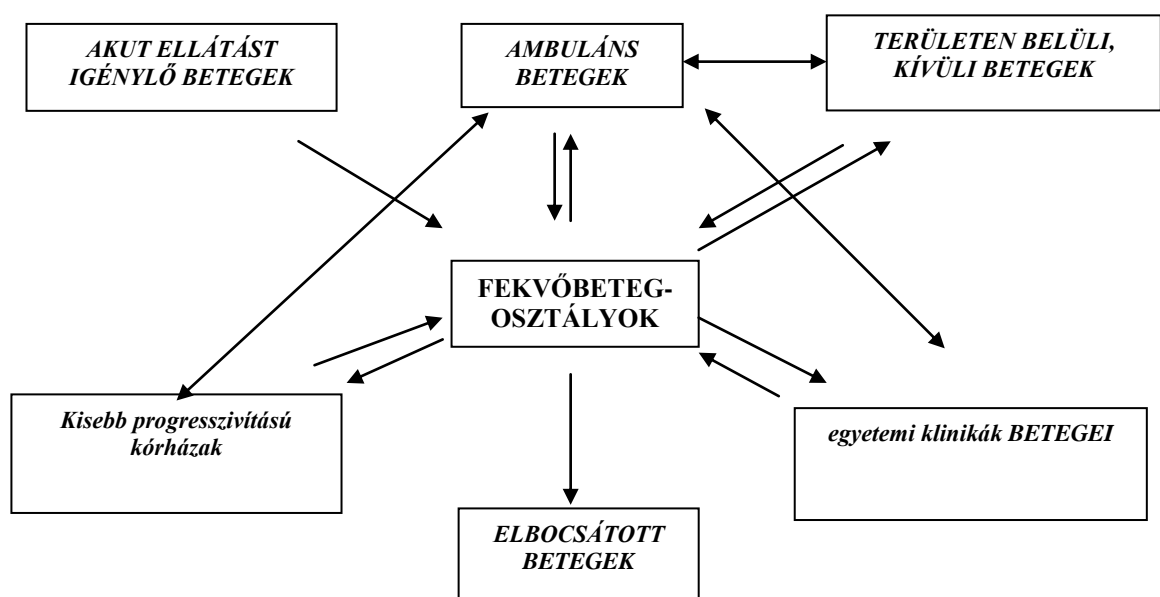 AKUT ELLÁTÁST
IGÉNYLŐ BETEGEK
AMBULÁNS
BETEGEK
TERÜLETEN BELÜLI,
KÍVÜLI BETEGEK
FEKVŐBETEG-
OSZTÁLYOK
Kisebb progresszivítású
kórházak
egyetemi klinikák BETEGEI
ELBOCSÁTOTT
BETEGEK